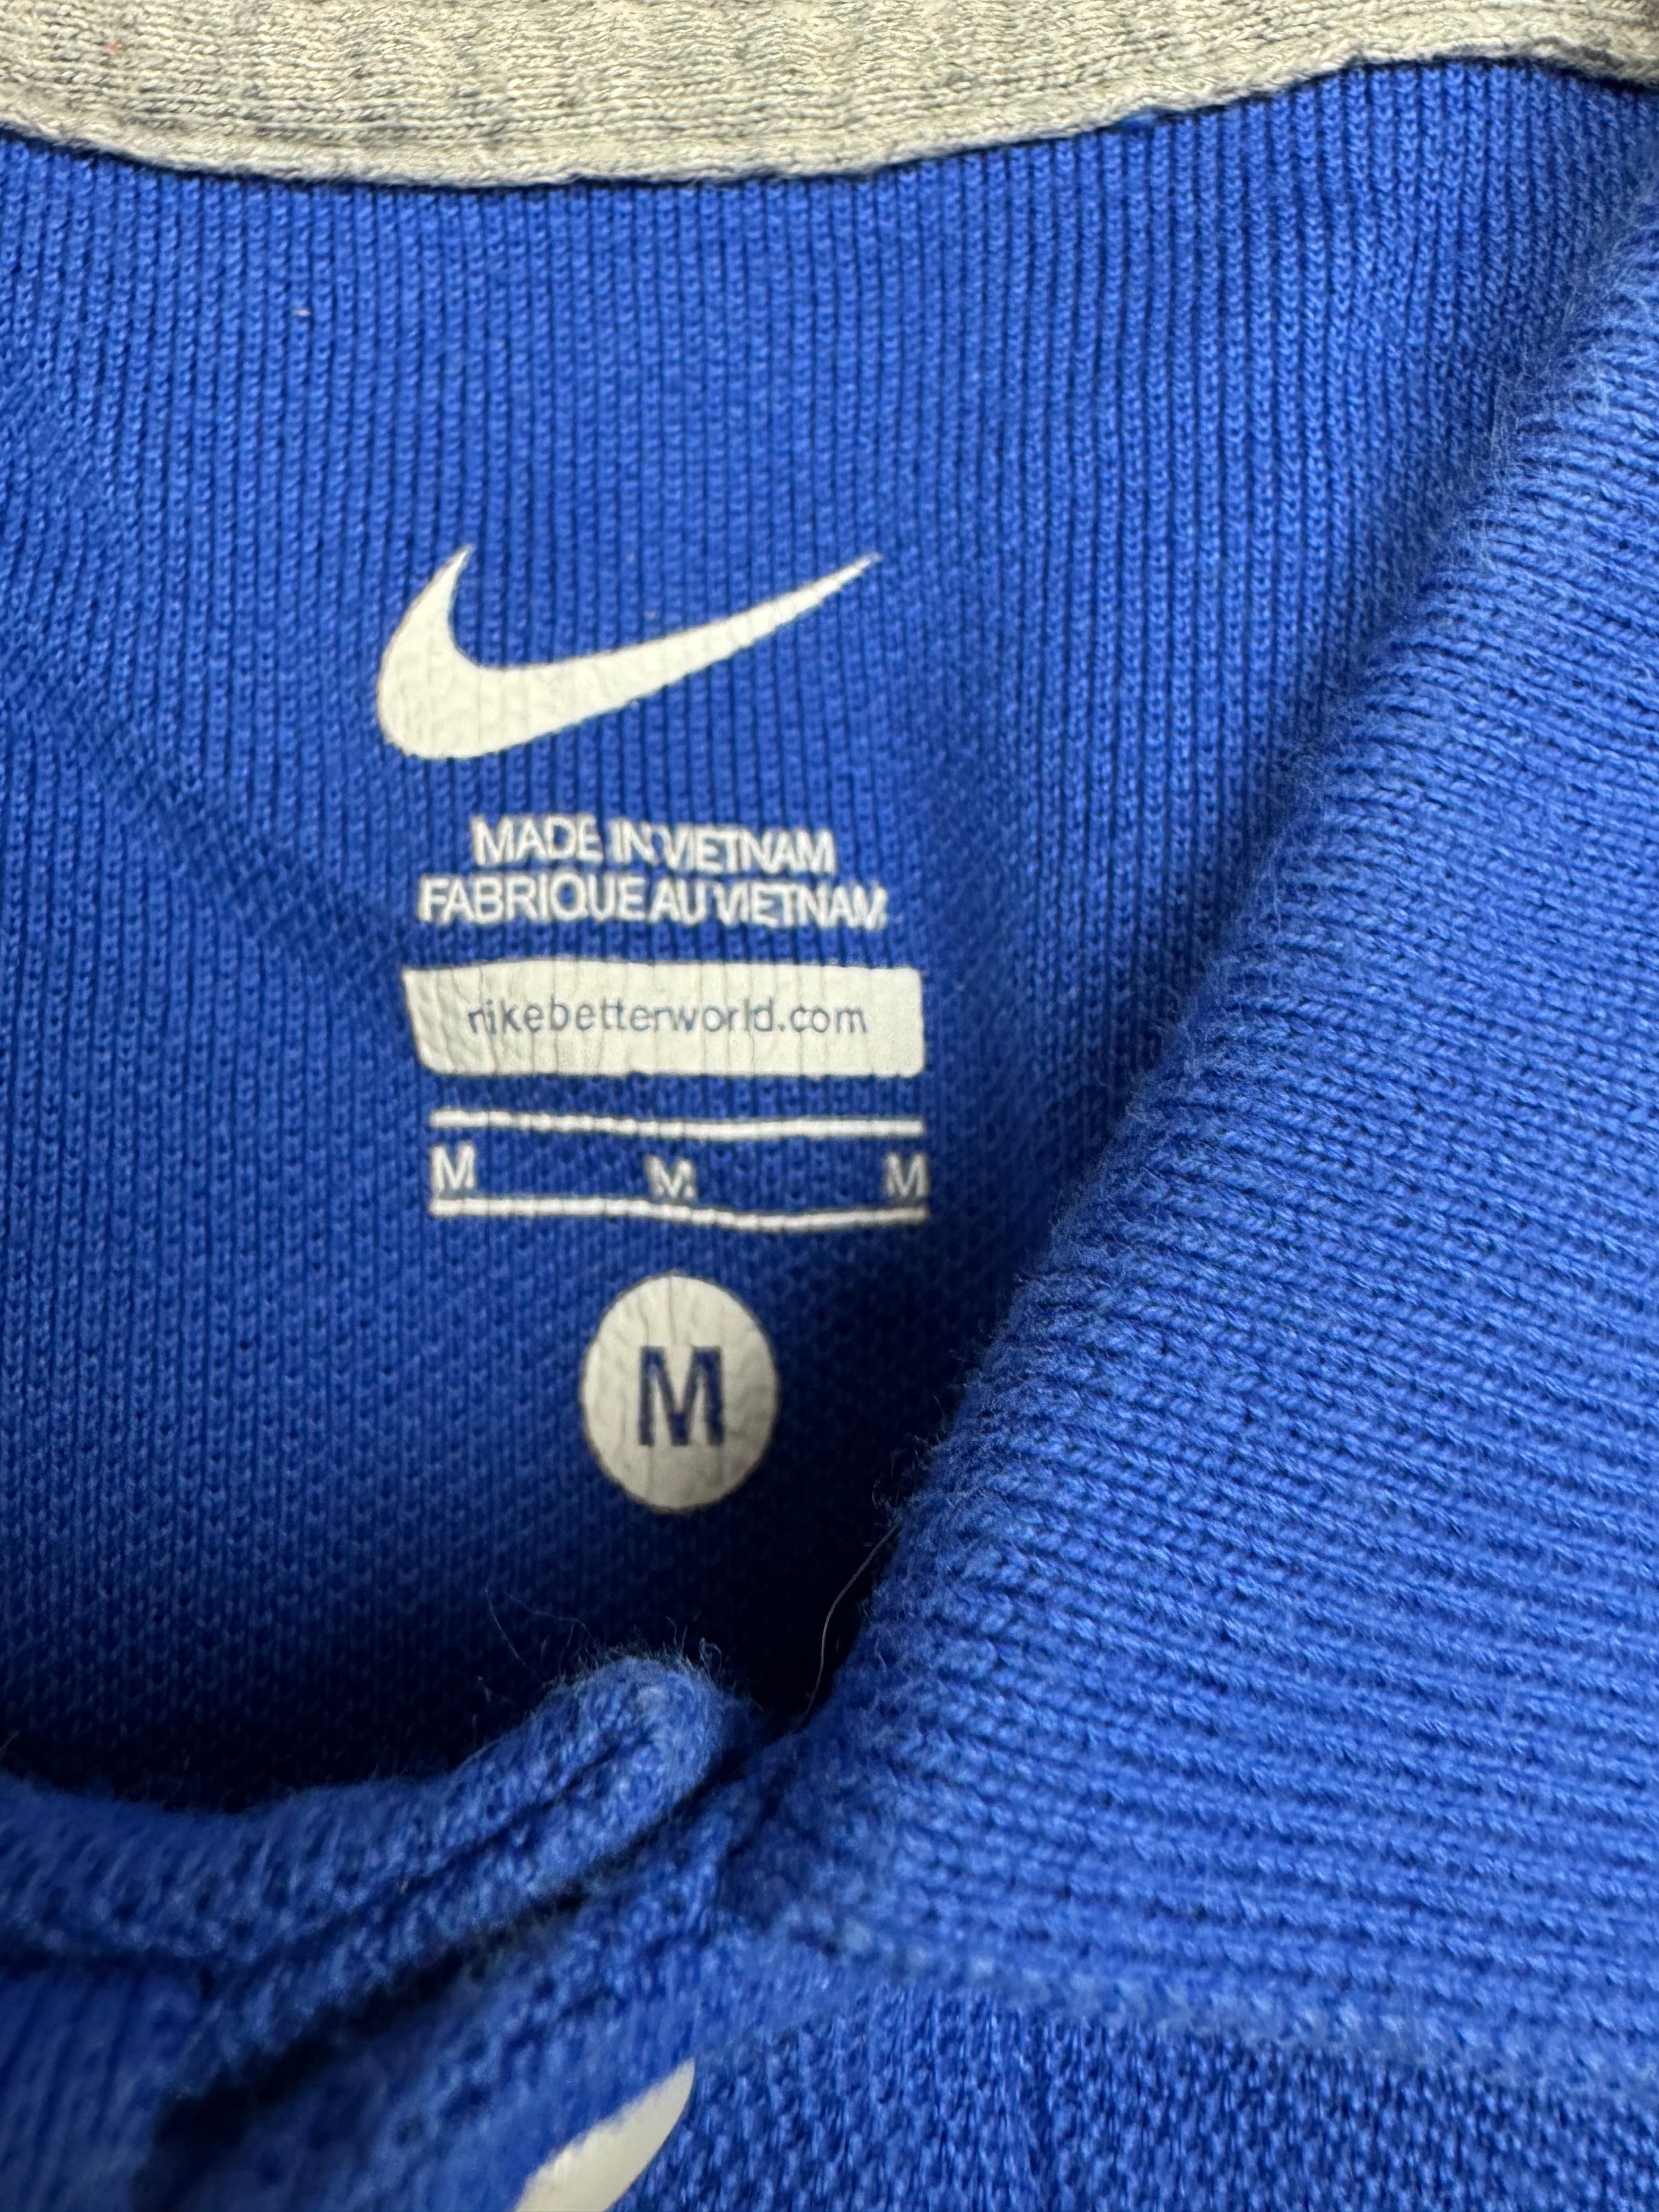 MADE IN VIETNAM
FABRIQUE AU VIETNAM
nikebetterworld.com
M M M
M